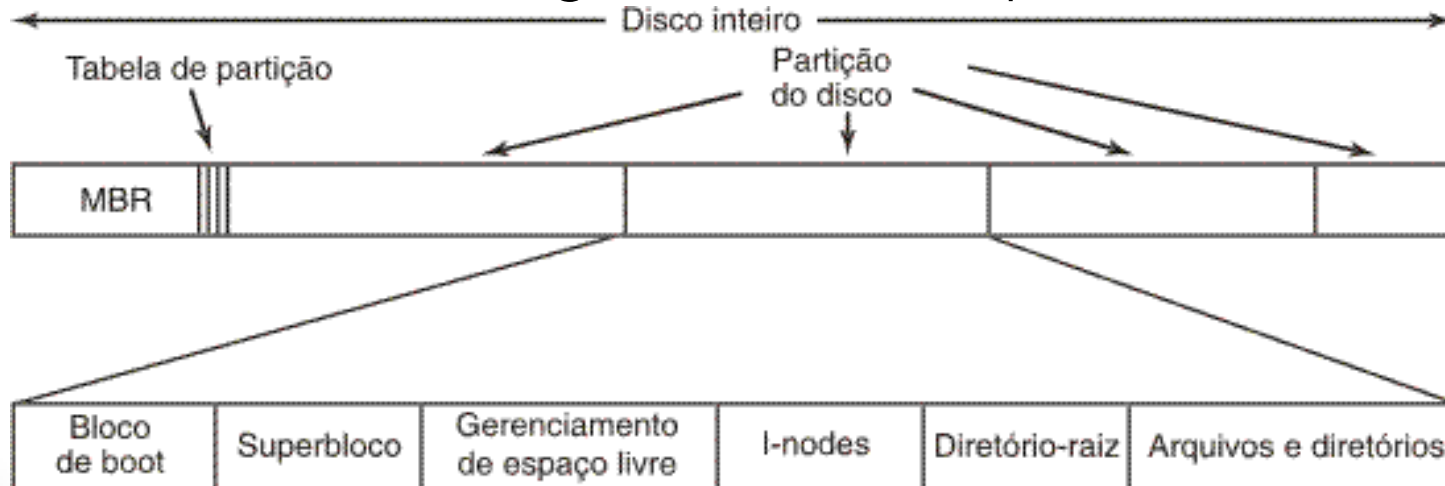 Disco inteiro
Tabela de partição
Partição
do disco
MBR
Bloco
de boot
Superbloco
Gerenciamento
de espaço livre
I-nodes
Diretório-raiz
Arquivos e diretórios